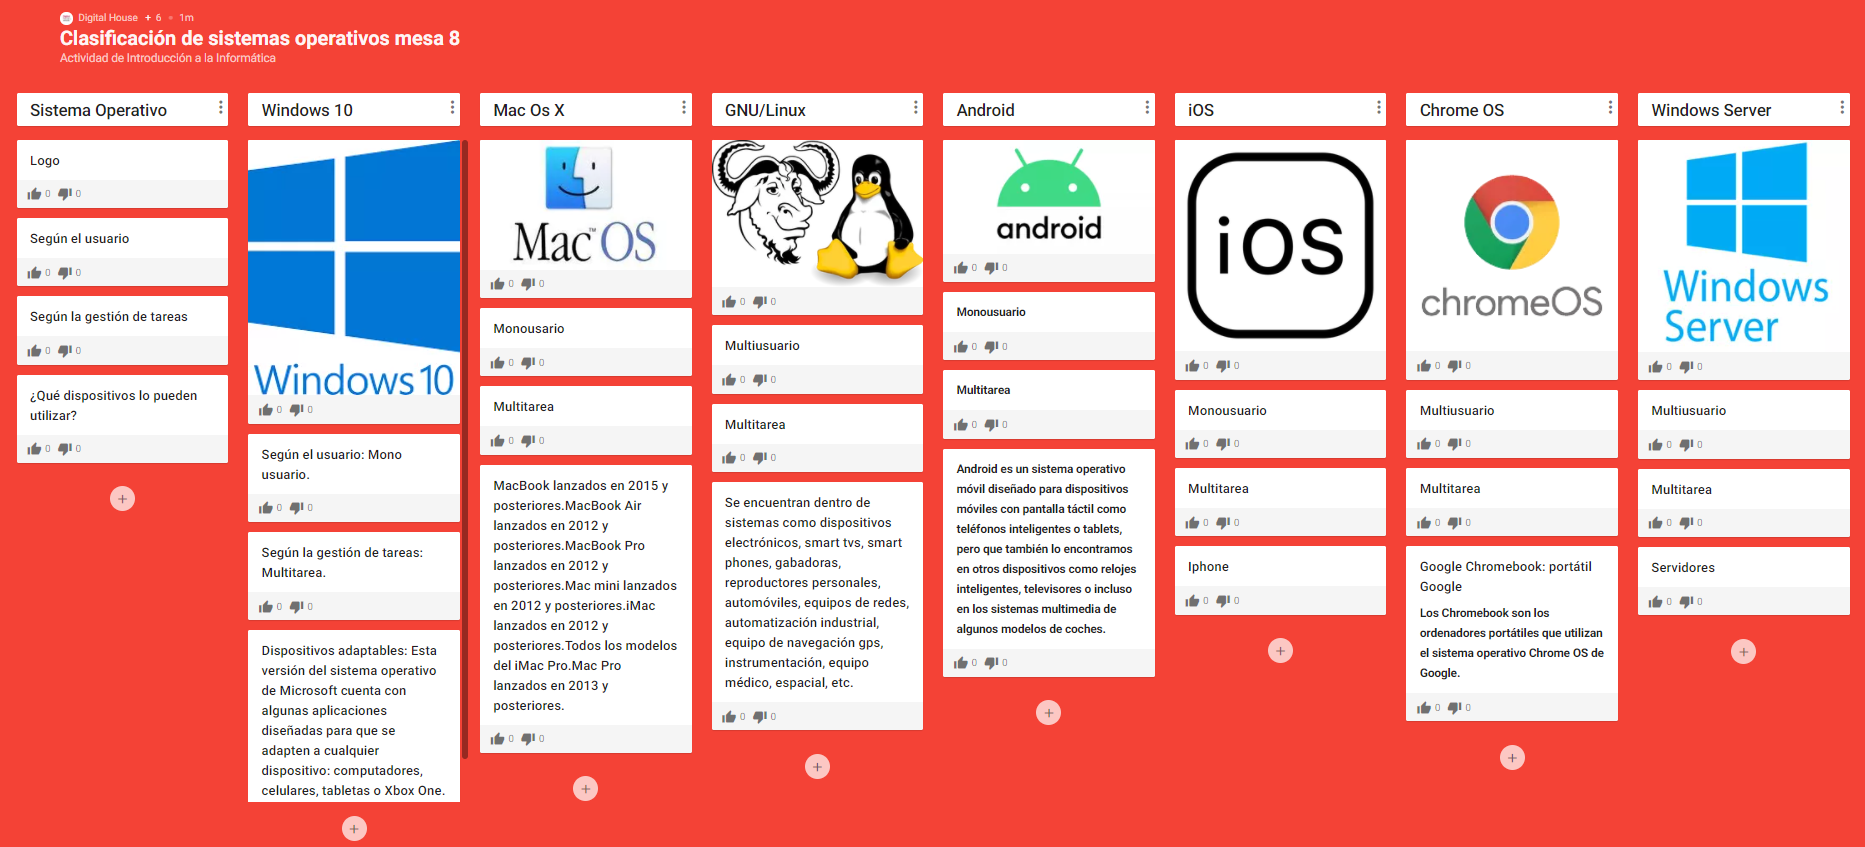 Digital House + 6 • 1m
Clasificación de sistemas operativos mesa 8
Actividad de Introducción a la Informática
Sistema Operativo
Logo
0 0
Según el usuario
0 0
Según la gestión de tareas
0 0
¿Qué dispositivos lo pueden
utilizar?
0 0
Windows 10
Windows 10
0 0
Según el usuario: Mono
usuario.
0 0
Según la gestión de tareas:
Multitarea.
0 0
Dispositivos adaptables: Esta
versión del sistema operativo
de Microsoft cuenta con
algunas aplicaciones
diseñadas para que se
adapten a cualquier
dispositivo: computadores,
celulares, tabletas o Xbox One.
Mac Os X
Mac™OS
0 0
Monousario
0 0
Multitarea
0 0
MacBook lanzados en 2015 y
posteriores.MacBook Air
lanzados en 2012 y
posteriores.MacBook Pro
lanzados en 2012 y
posteriores.Mac mini lanzados
en 2012 y posteriores.iMac
lanzados en 2012 y
posteriores.Todos los modelos
del iMac Pro.Mac Pro
lanzados en 2013 y
posteriores.
0 0
GNU/Linux
0 0
Multiusuario
0 0
Multitarea
0 0
Se encuentran dentro de
sistemas como dispositivos
electrónicos, smart tvs, smart
phones, gabadoras,
reproductores personales,
automóviles, equipos de redes,
automatización industrial,
equipo de navegación gps,
instrumentación, equipo
médico, espacial, etc.
0 0
Android
android
0 0
Monousuario
0 0
Multitarea
0 0
Android es un sistema operativo
móvil diseñado para dispositivos
móviles con pantalla táctil como
teléfonos inteligentes o tablets,
pero que también lo encontramos
en otros dispositivos como relojes
inteligentes, televisores o incluso
en los sistemas multimedia de
algunos modelos de coches.
0 0
iOS
iOS
0 0
Monousuario
0 0
Multitarea
0 0
Iphone
0 0
Chrome OS
chromeOS
0 0
Multiusuario
0 0
Multitarea
0 0
Google Chromebook: portátil
Google
Los Chromebook son los
ordenadores portátiles que utilizan
el sistema operativo Chrome OS de
Google.
0 0
Windows Server
Windows
Server
0 0
Multiusuario
0 0
Multitarea
0 0
Servidores
0 0